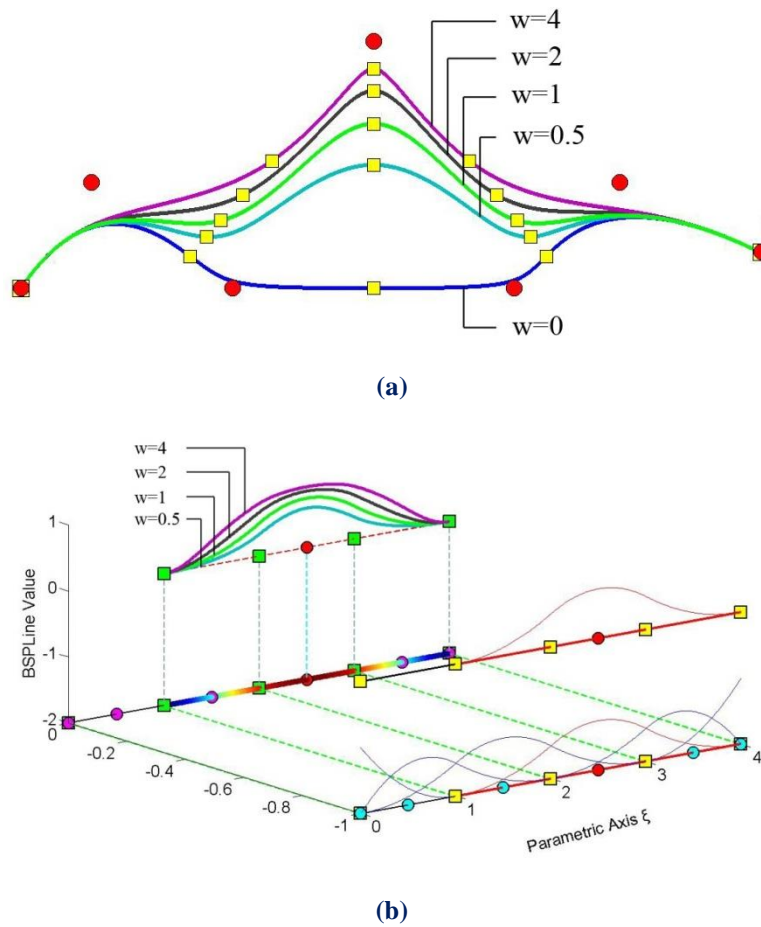 w=4
w=2
w=1
w=0.5
w=0
(a)
w=4
w=2
w=1
w=0.5
BSPLine Value
1
0
-1
-2
0
-0.2
-0.4
-0.6
-0.8
-1
0
1
2
3
4
Parametric Axis ξ
(b)